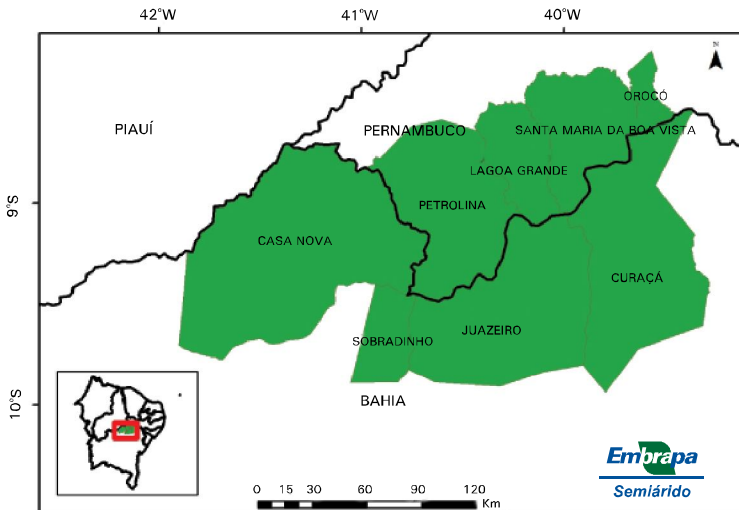 42°W 41°W 40°W
N
OROCÓ
PIAUÍ
PERNAMBUCO
SANTA MARIA DA BOA VISTA
LAGOA GRANDE
9°S
PETROLINA
CASA NOVA
CURAÇÁ
SOBRADINHO
JUAZEIRO
10°S
BAHIA
Embrapa
Semiárido
0 15 30 60 90 120
Km